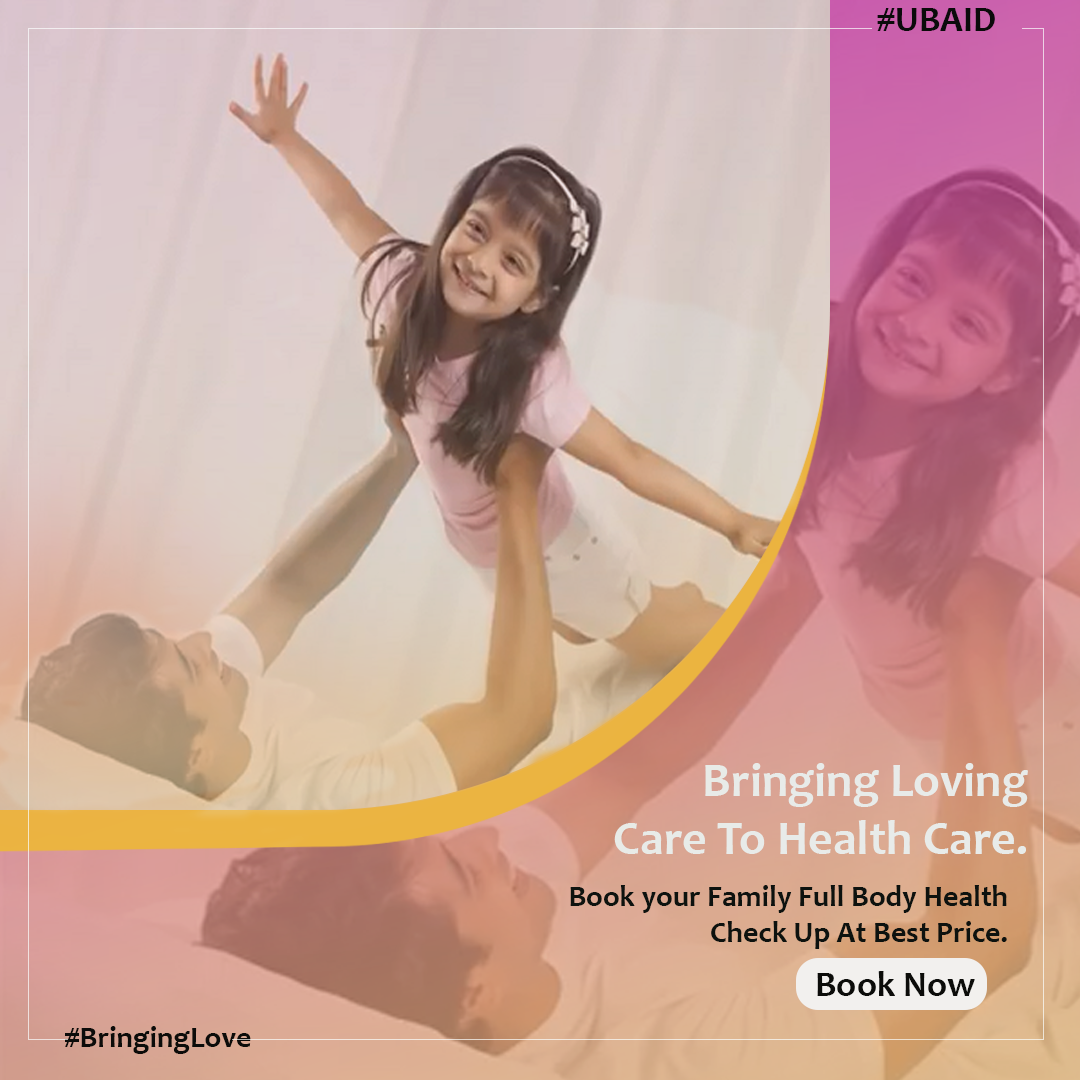 #UBAID
Bringing Loving
Care To Health Care.
Book your Family Full Body Health
Check Up At Best Price.
Book Now
#BringingLove